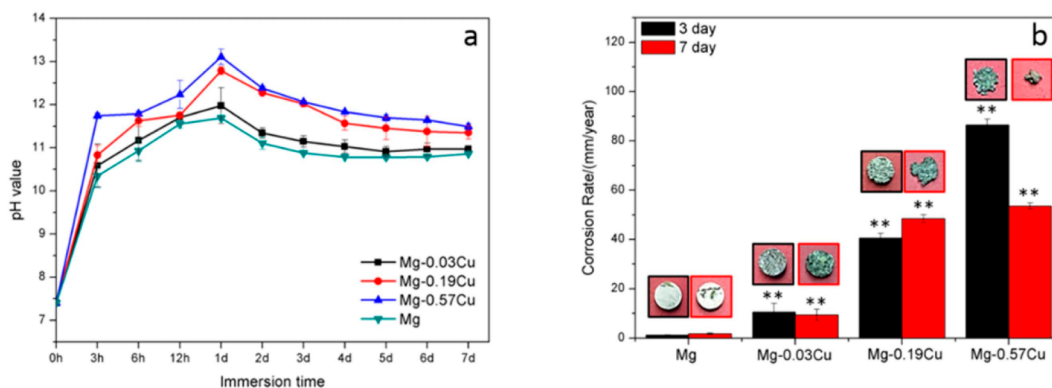 a
14
13
12
11
10
9
8
7
pH value
0h 3h 6h 12h 1d 2d 3d 4d 5d 6d 7d
Immersion time
Mg-0.03Cu
Mg-0.19Cu
Mg-0.57Cu
Mg
b
3 day
7 day
120
100
80
60
40
20
0
Corrosion Rate/(mm/year)
** **
** **
** **
Mg Mg-0.03Cu Mg-0.19Cu Mg-0.57Cu